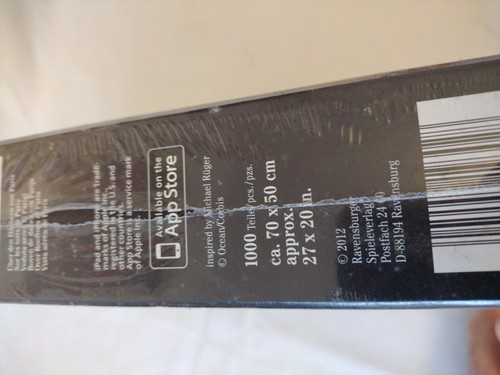 iPad and iPhone are trade-
marks of Apple Inc.,
registered in the U.S. and
other countries.
App Store is a service mark
of Apple Inc.
Available on the
App Store
inspired by Michael Rüger
© Ocean/Corbis
1000 Teile/pcs./pzs.
ca. 70 x 50 cm
approx.
27 x 20 in.
© 2012
Ravensburger
Spieleverlag
Postfach 24
D-88194 Ravensburg